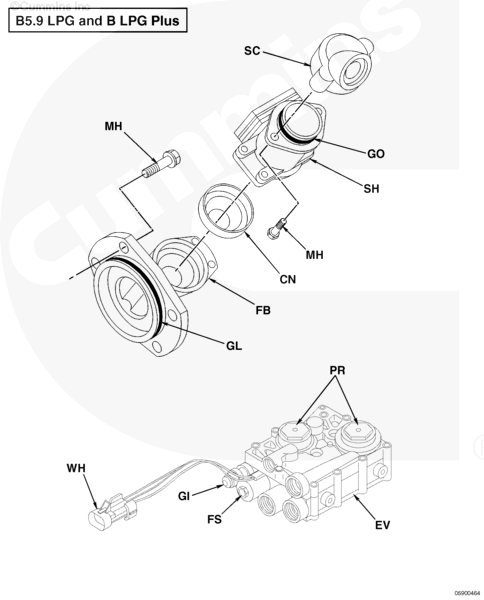 ©Cummins Inc
B5.9 LPG and B LPG Plus
SC
MH
GO
SH
MH
CN
FB
GL
PR
WH
GI
FS
EV
06900464
Cummins